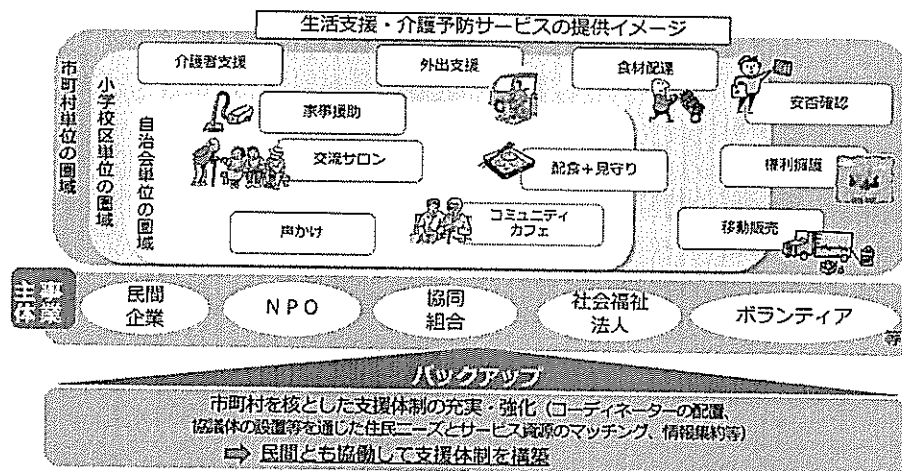 生活支援・介護予防サービスの提供イメージ
市町村単位の圏域
小学校区単位の圏域
自治会単位の圏域
介護者支援
外出支援
食材配達
安否確認
家事援助
交流サロン
配食+見守り
権利擁護
声かけ
コミュニティ
カフェ
移動販売
事業
主体
民間
企業
NPO
協同
組合
社会福祉
法人
ボランティア
等
バックアップ
市町村を核とした支援体制の充実・強化(コーディネーターの配置、
協議体の設置等を通じた住民ニーズとサービス資源のマッチング、情報集約等)
⇨ 民間とも協働して支援体制を構築